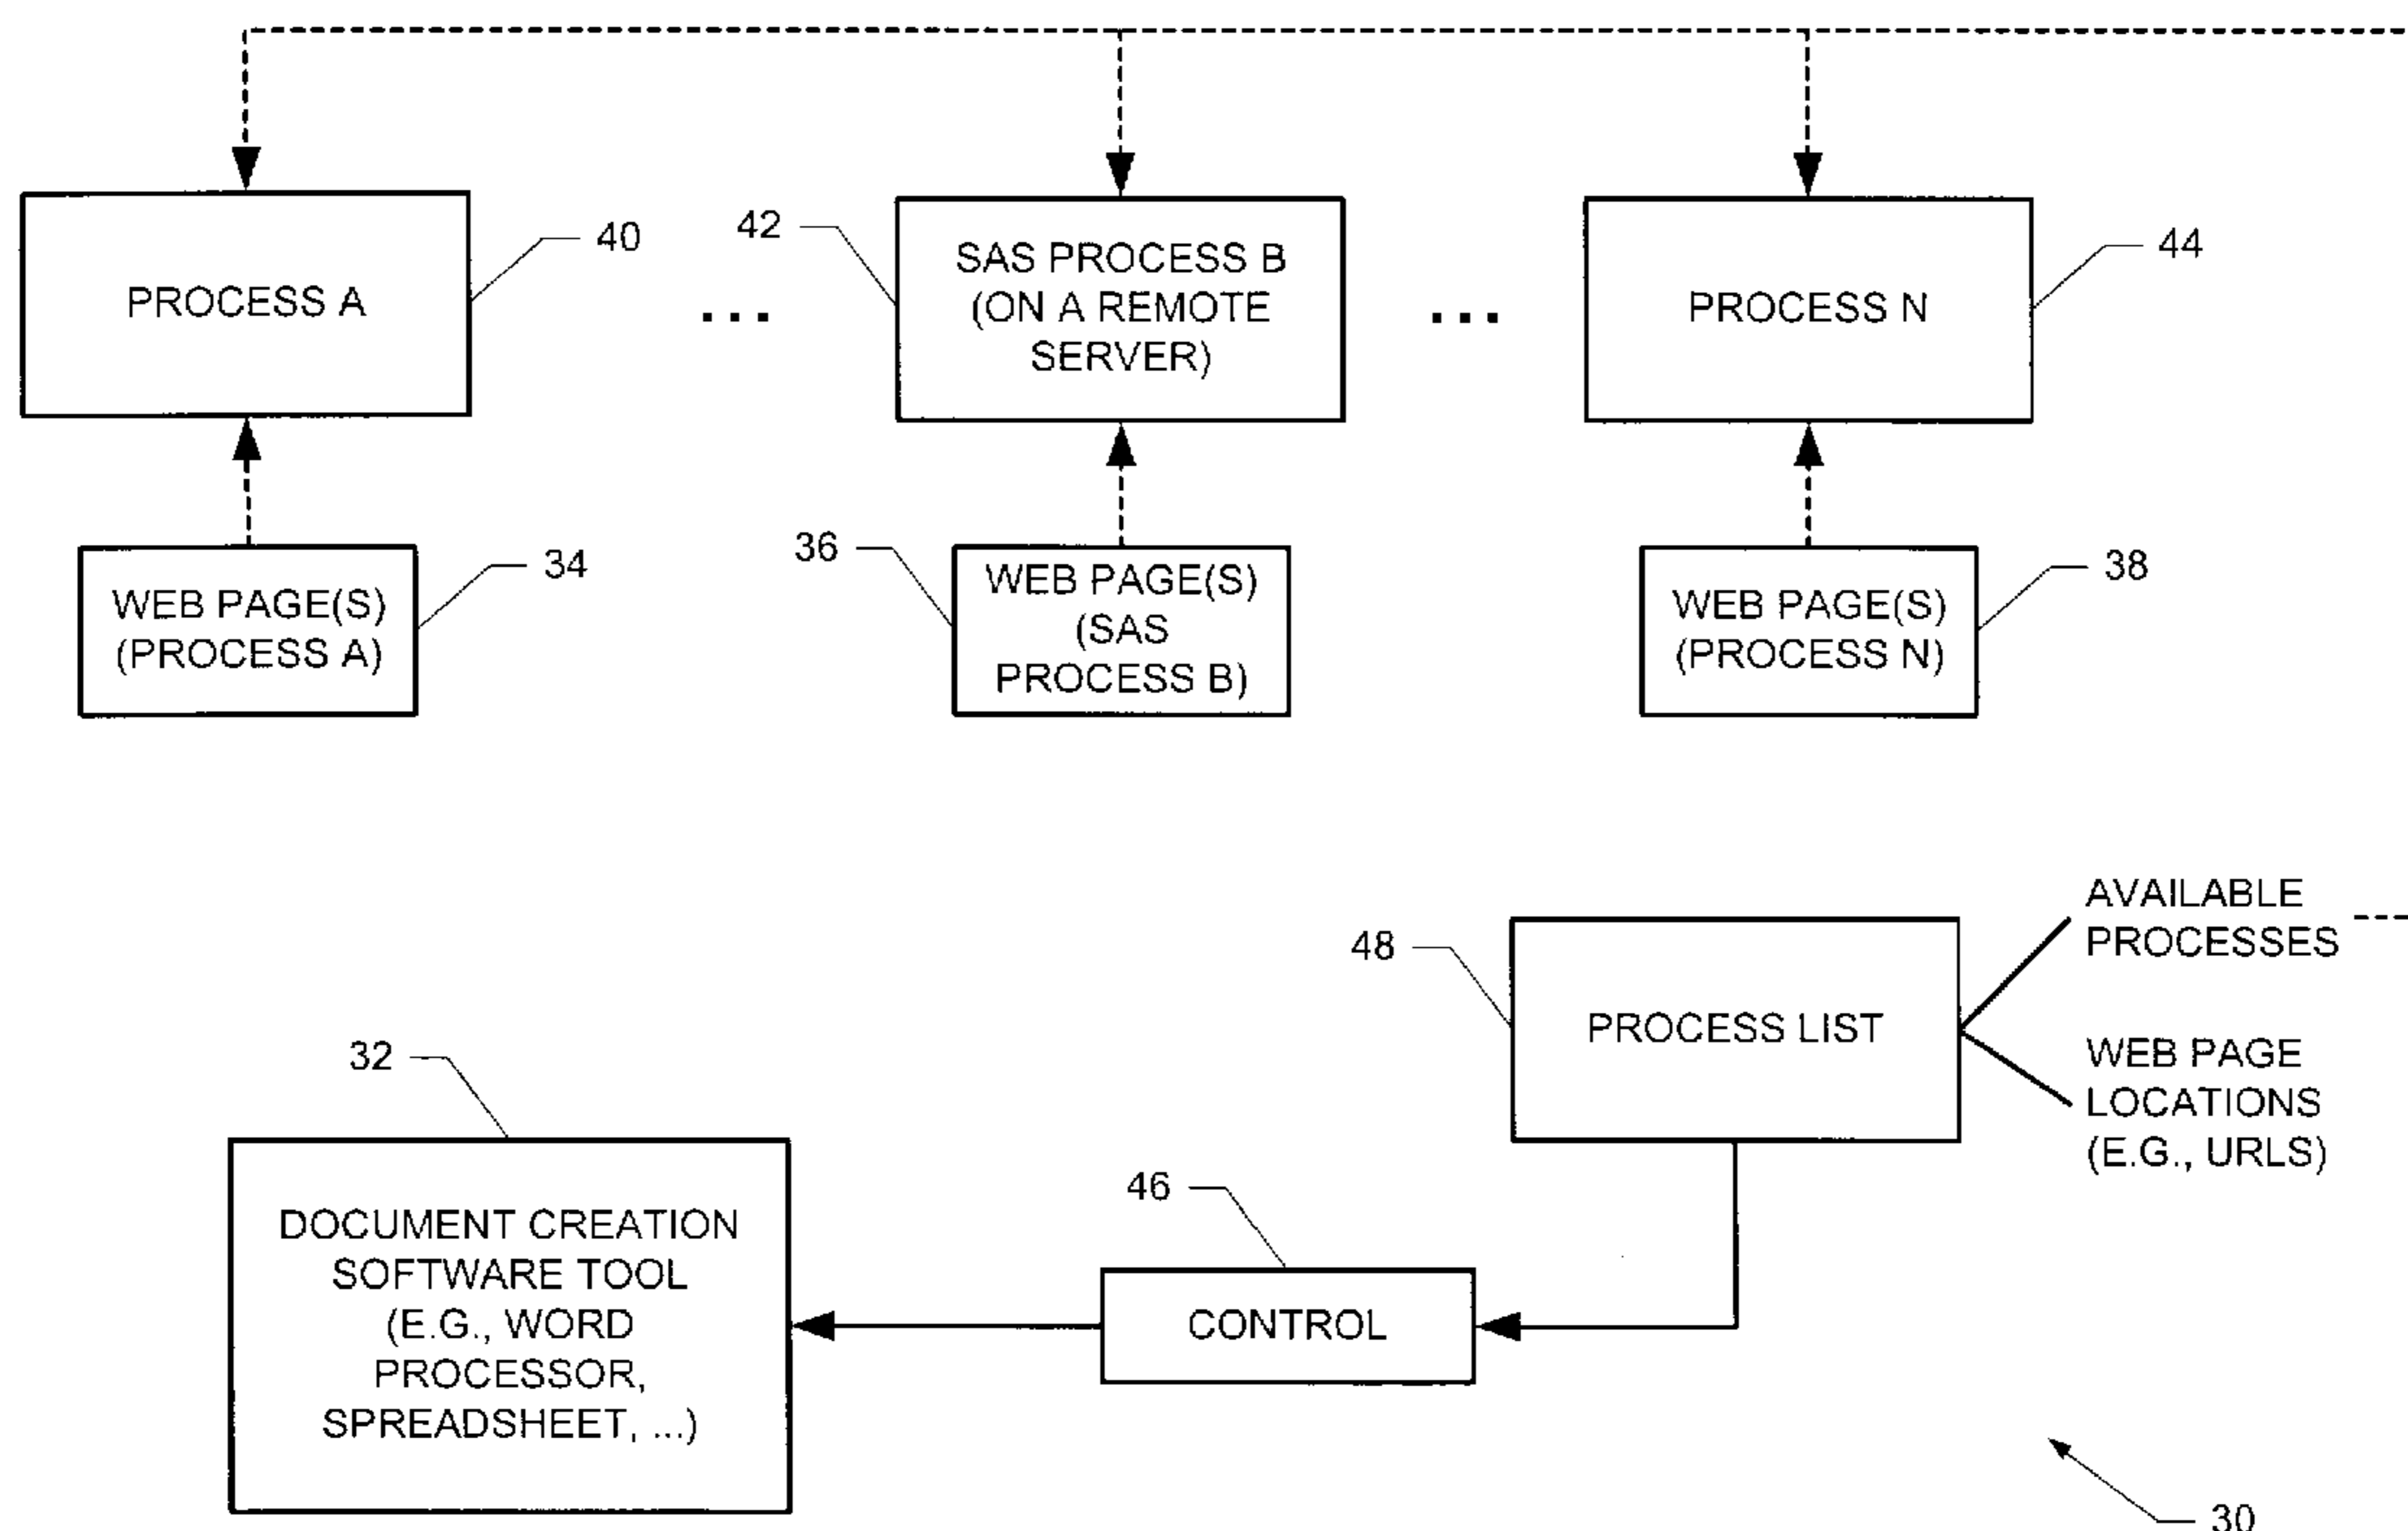 40
42
44
PROCESS A
...
SAS PROCESS B
(ON A REMOTE
SERVER)
...
PROCESS N
34
36
38
WEB PAGE(S)
(PROCESS A)
WEB PAGE(S)
(SAS
PROCESS B)
WEB PAGE(S)
(PROCESS N)
48
PROCESS LIST
AVAILABLE
PROCESSES
WEB PAGE
LOCATIONS
(E.G., URLS)
32
DOCUMENT CREATION
SOFTWARE TOOL
(E.G., WORD
PROCESSOR,
SPREADSHEET, ...)
46
CONTROL
30